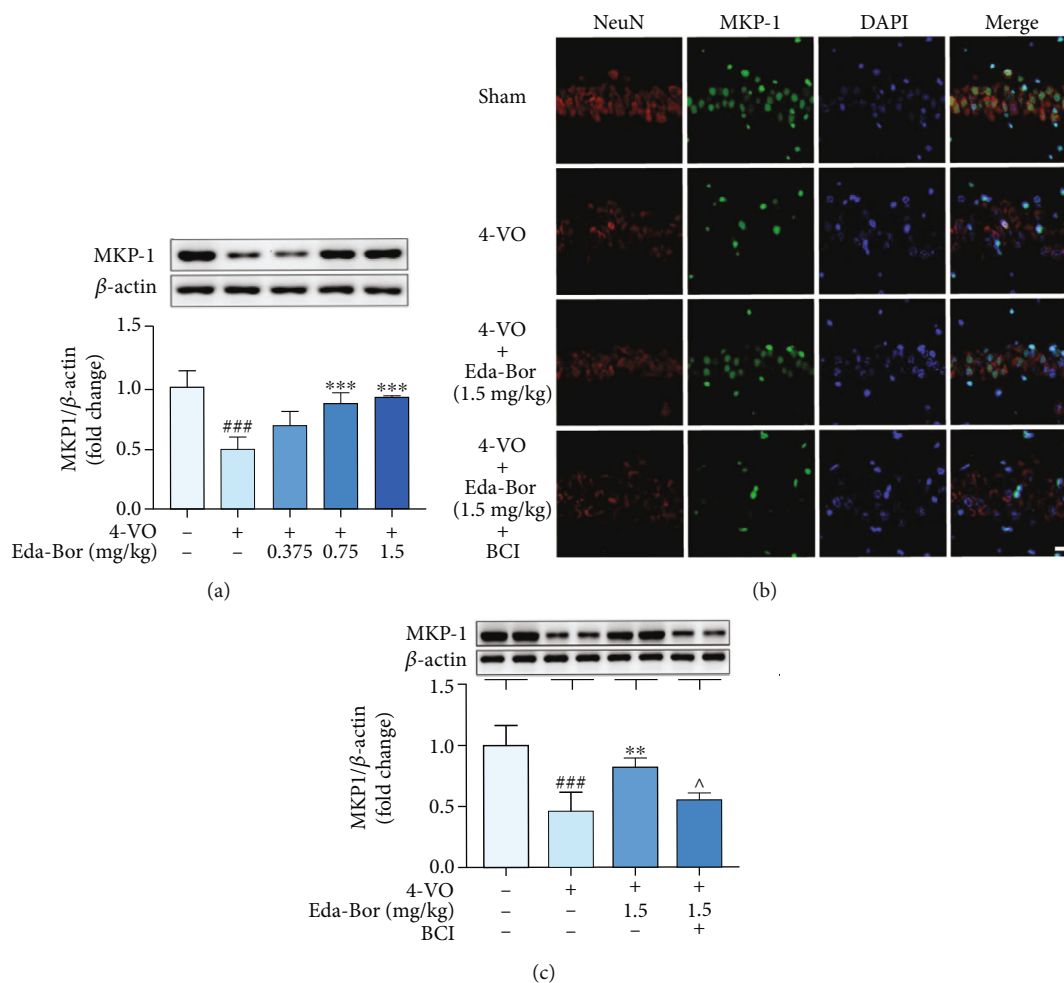 MKP-1
β-actin
1.5
1.0
0.5
0.0
MKP1/β-actin
(fold change)
###
***
***
4-VO – + + + +
Eda-Bor (mg/kg) – – 0.375 0.75 1.5
(a)
NeuN MKP-1 DAPI Merge
Sham
4-VO
4-VO
+
Eda-Bor
(1.5 mg/kg)
4-VO
+
Eda-Bor
(1.5 mg/kg)
+
BCI
(b)
MKP-1
β-actin
1.5
1.0
0.5
0.0
MKP1/β-actin
(fold change)
###
**
^
4-VO – + + +
Eda-Bor (mg/kg) – – 1.5 1.5
BCI – – – +
(c)